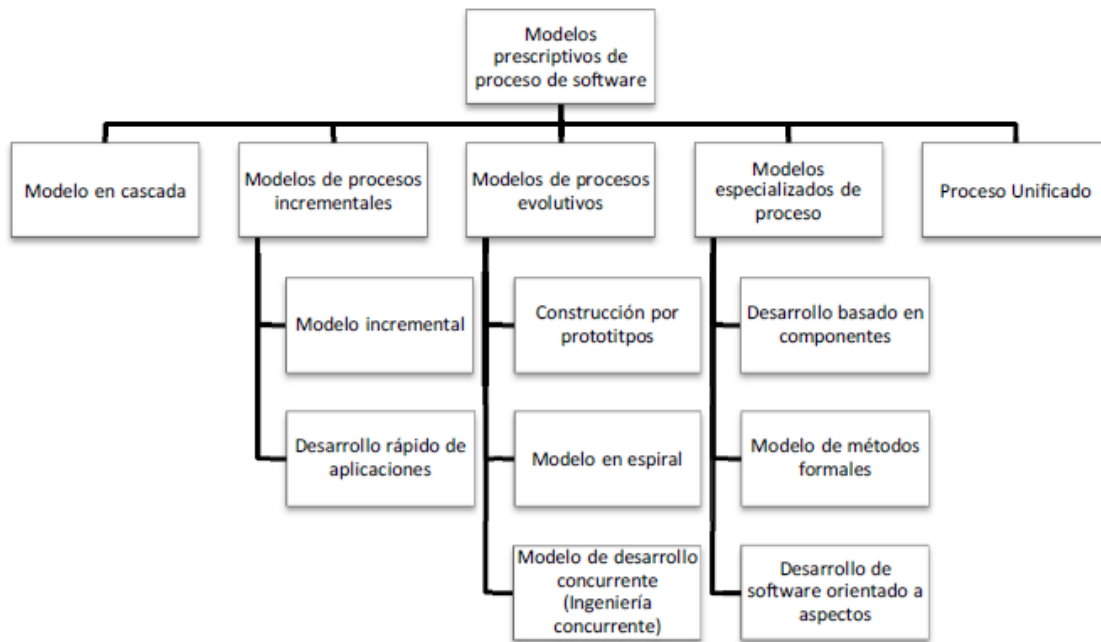 Modelos
prescriptivos de
proceso de software
Modelo en cascada
Modelos de procesos
incrementales
Modelos de procesos
evolutivos
Modelos
especializados de
proceso
Proceso Unificado
Modelo incremental
Desarrollo rápido de
aplicaciones
Construcción por
prototitpos
Modelo en espiral
Modelo de desarrollo
concurrente
(Ingeniería
concurrente)
Desarrollo basado en
componentes
Modelo de métodos
formales
Desarrollo de
software orientado a
aspectos